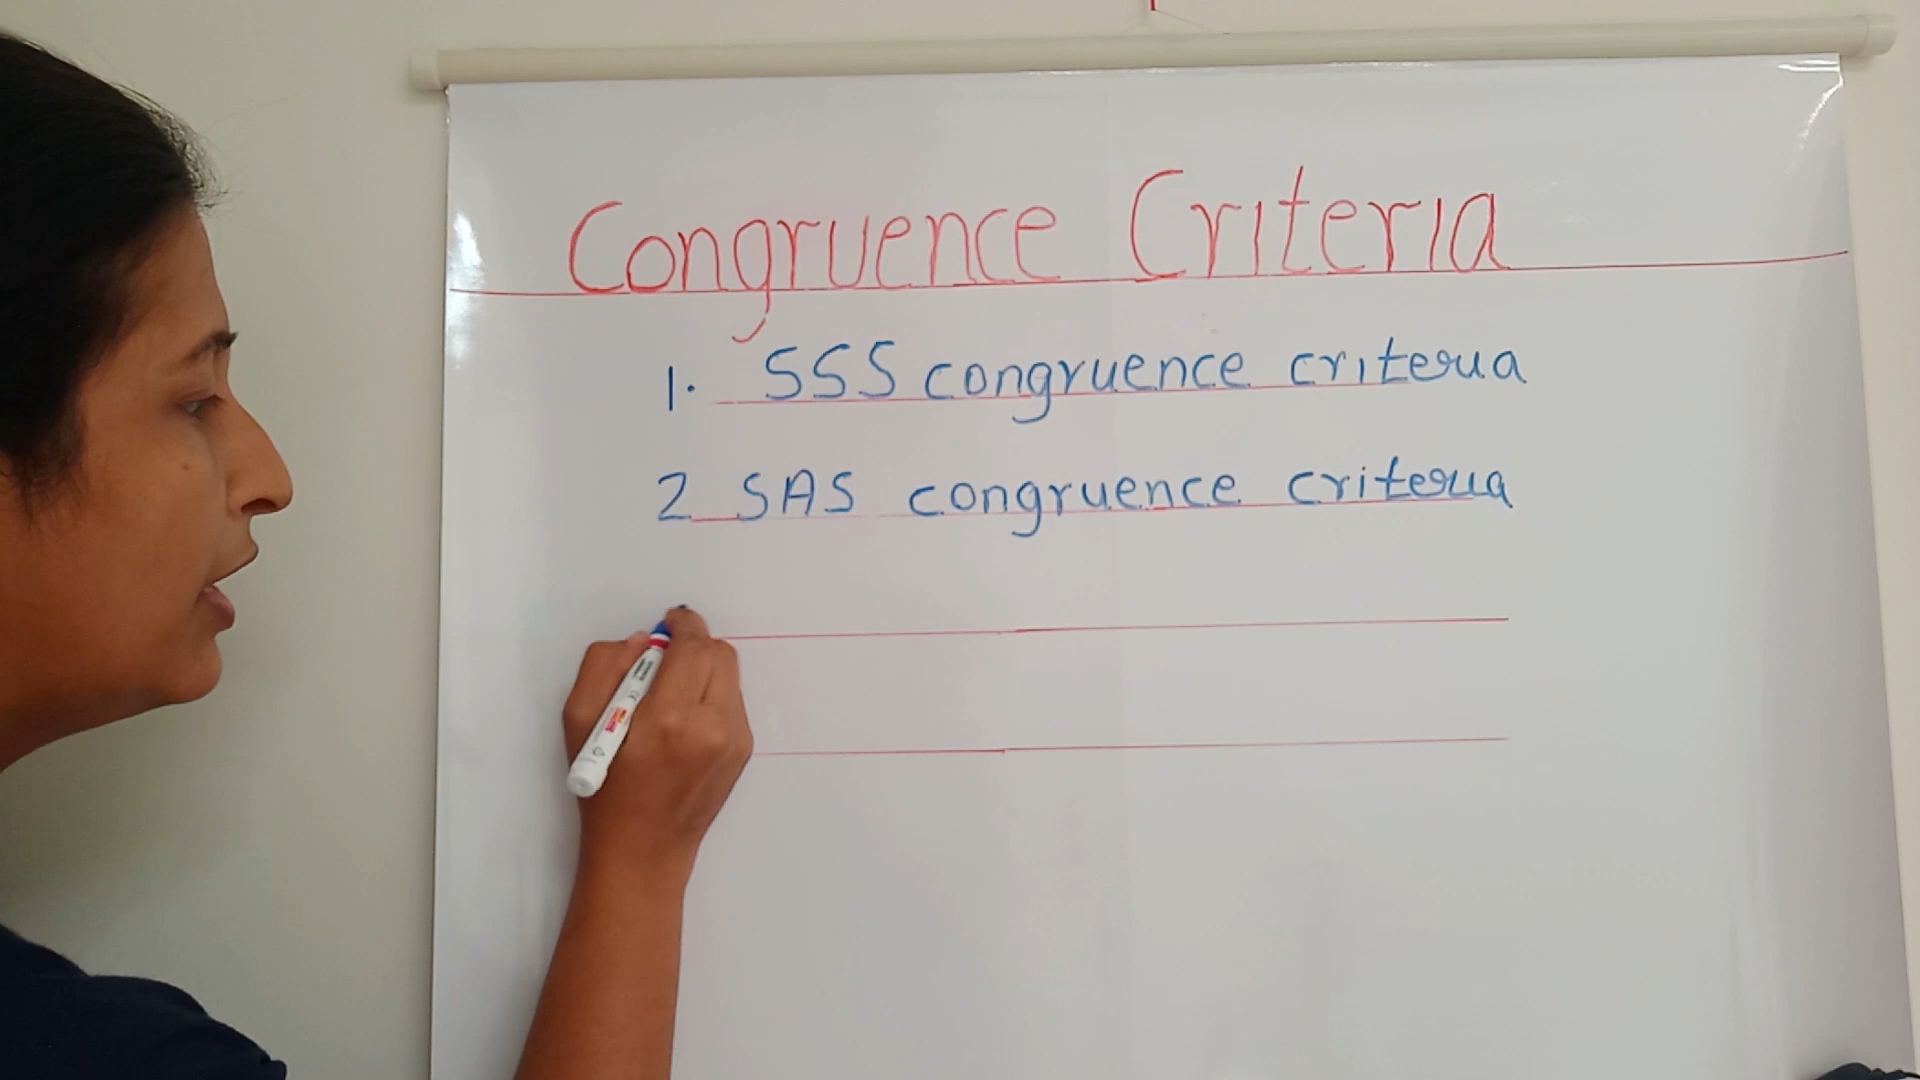 Congruence Criteria
1. SSS congruence criteria
2 SAS congruence criteria